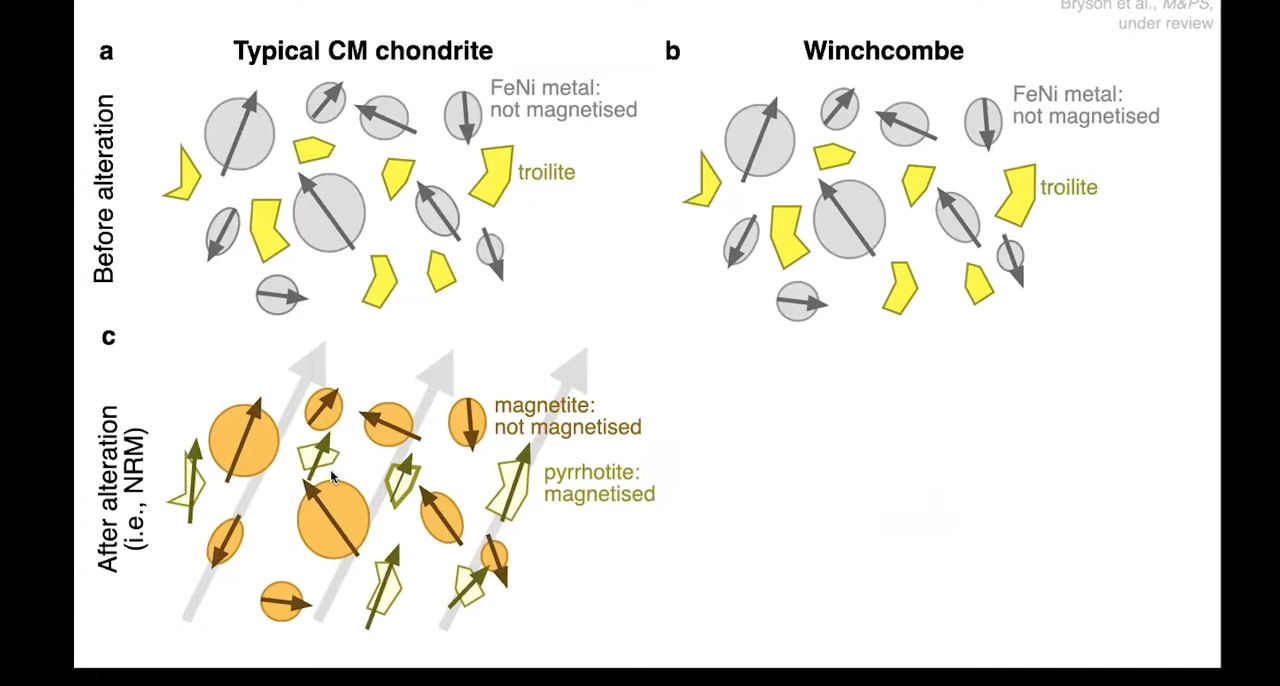 Bryson et al., M&PS,
under review
a
Typical CM chondrite
b
Winchcombe
Before alteration
FeNi metal:
not magnetised
troilite
FeNi metal:
not magnetised
troilite
c
After alteration
(i.e., NRM)
magnetite:
not magnetised
pyrrhotite:
magnetised